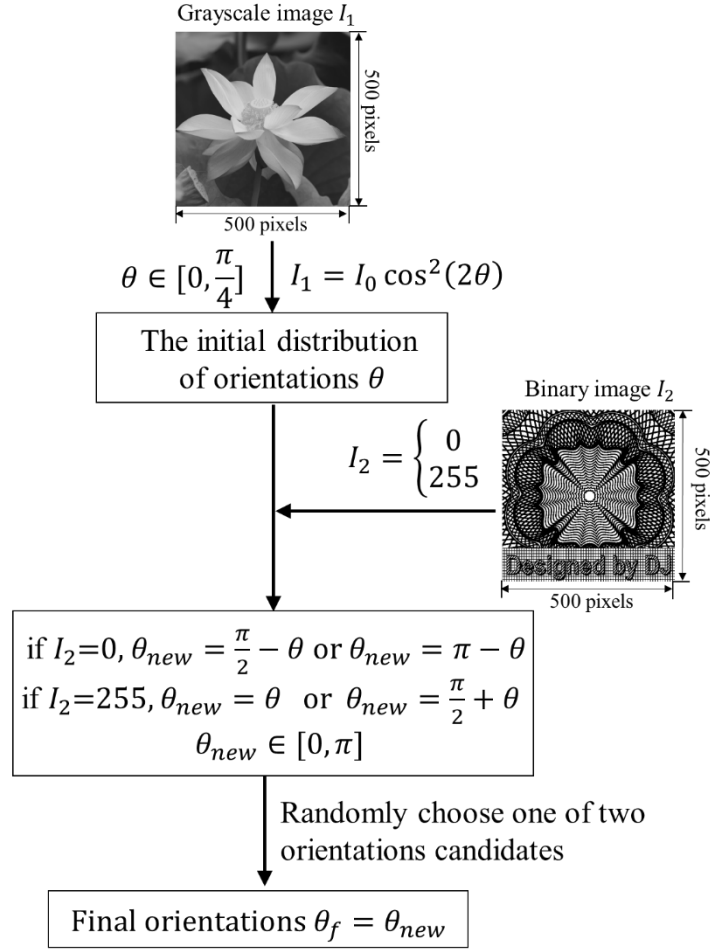 Grayscale image I₁
500 pixels
500 pixels
θ ∈ [0, π/4]
I₁ = I₀ cos²(2θ)
The initial distribution
of orientations θ
Binary image I₂
I₂ = { 0
255
500 pixels
Designed by DJ
500 pixels
if I₂=0, θₙₑw = π/2 − θ or θₙₑw = π − θ
if I₂=255, θₙₑw = θ or θₙₑw = π/2 + θ
θₙₑw ∈ [0, π]
Randomly choose one of two
orientations candidates
Final orientations θ_f = θₙₑw